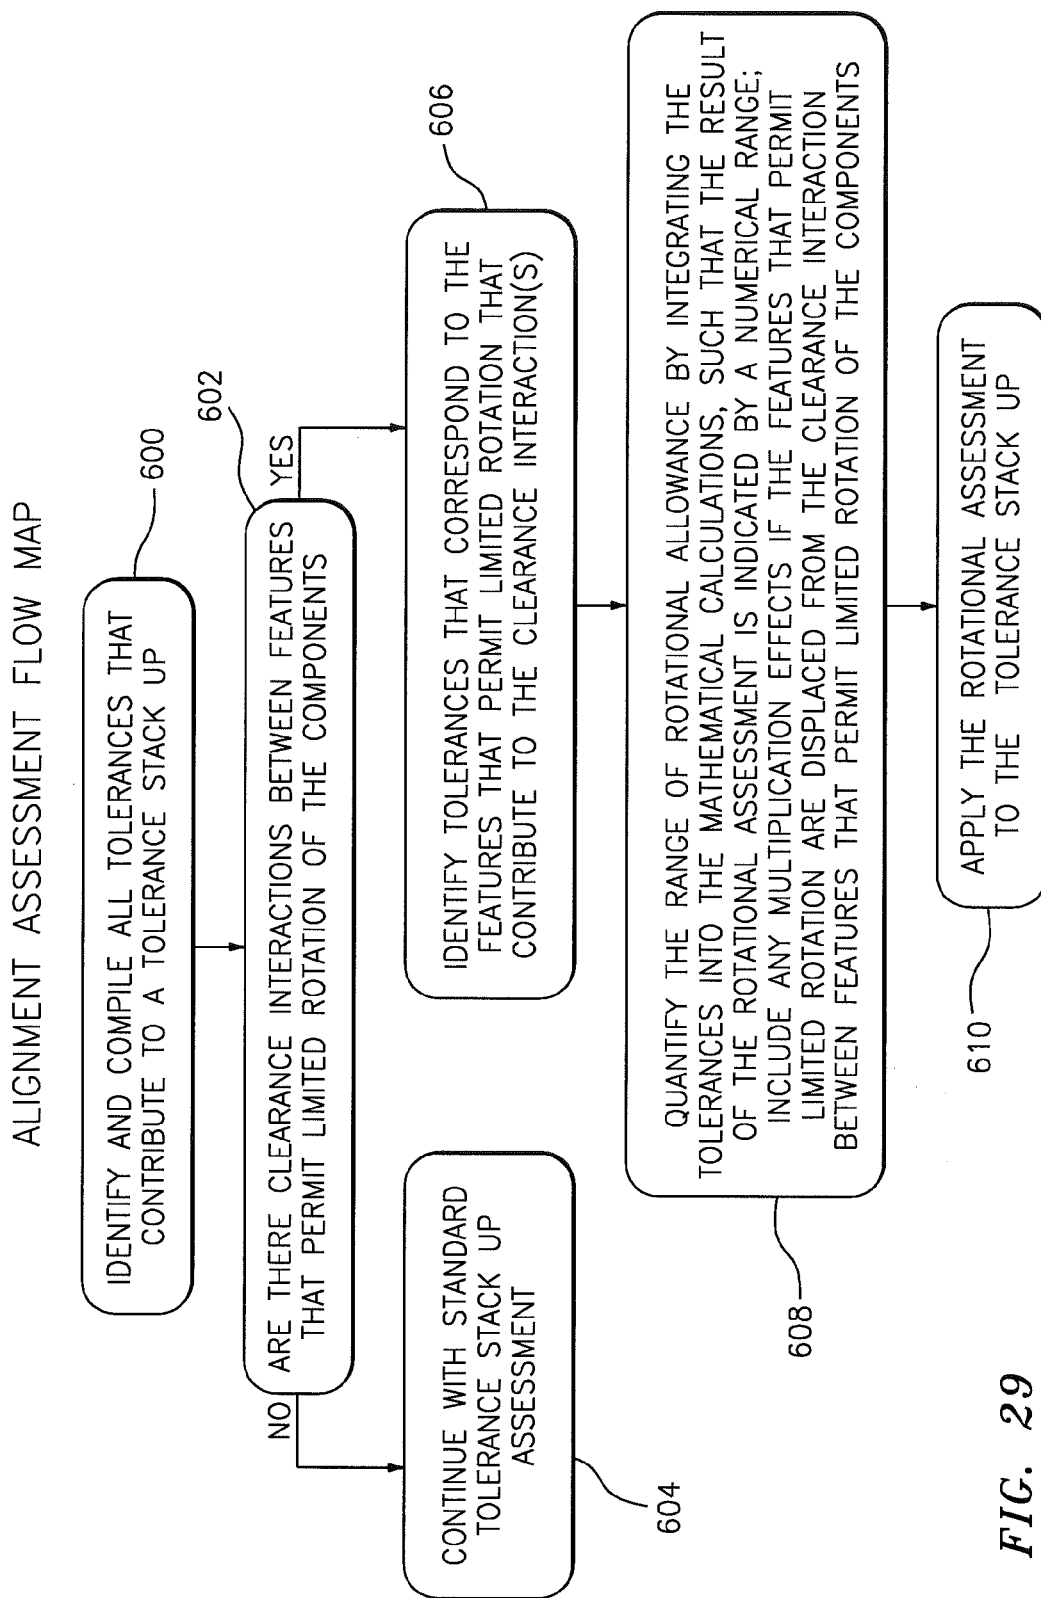 ALIGNMENT ASSESSMENT FLOW MAP
600
IDENTIFY AND COMPILE ALL TOLERANCES THAT
CONTRIBUTE TO A TOLERANCE STACK UP
602
NO
ARE THERE CLEARANCE INTERACTIONS BETWEEN FEATURES
THAT PERMIT LIMITED ROTATION OF THE COMPONENTS
YES
CONTINUE WITH STANDARD
TOLERANCE STACK UP
ASSESSMENT
604
606
IDENTIFY TOLERANCES THAT CORRESPOND TO THE
FEATURES THAT PERMIT LIMITED ROTATION THAT
CONTRIBUTE TO THE CLEARANCE INTERACTION(S)
QUANTIFY THE RANGE OF ROTATIONAL ALLOWANCE BY INTEGRATING THE
TOLERANCES INTO THE MATHEMATICAL CALCULATIONS, SUCH THAT THE RESULT
OF THE ROTATIONAL ASSESSMENT IS INDICATED BY A NUMERICAL RANGE;
INCLUDE ANY MULTIPLICATION EFFECTS IF THE FEATURES THAT PERMIT
LIMITED ROTATION ARE DISPLACED FROM THE CLEARANCE INTERACTION
BETWEEN FEATURES THAT PERMIT LIMITED ROTATION OF THE COMPONENTS
608
APPLY THE ROTATIONAL ASSESSMENT
TO THE TOLERANCE STACK UP
610
FIG. 29